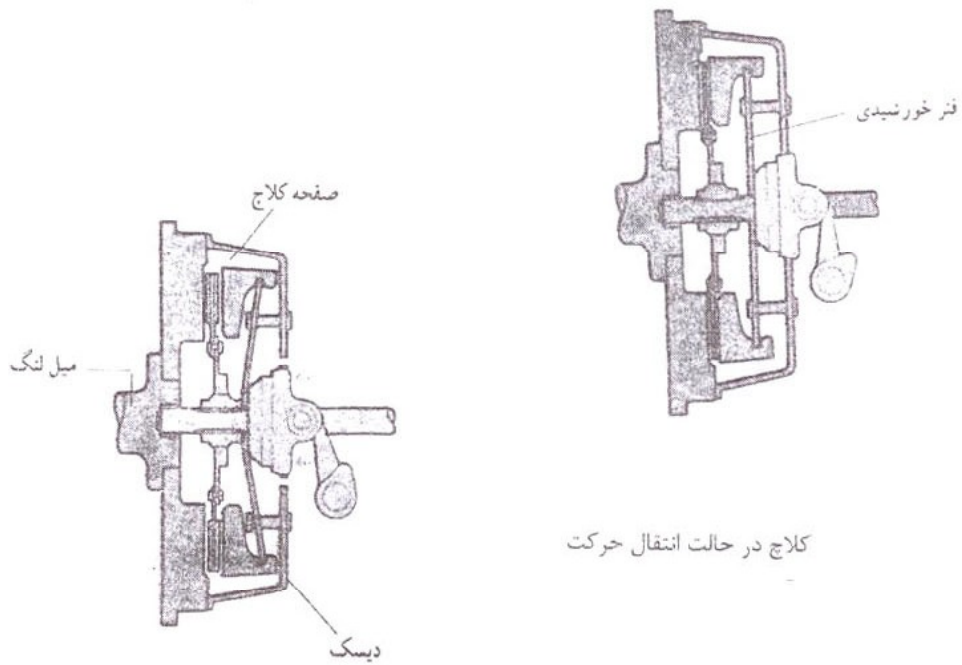 فنر خورشیدی
صفحه کلاج
میل لنگ
کلاچ در حالت انتقال حرکت
دیسک